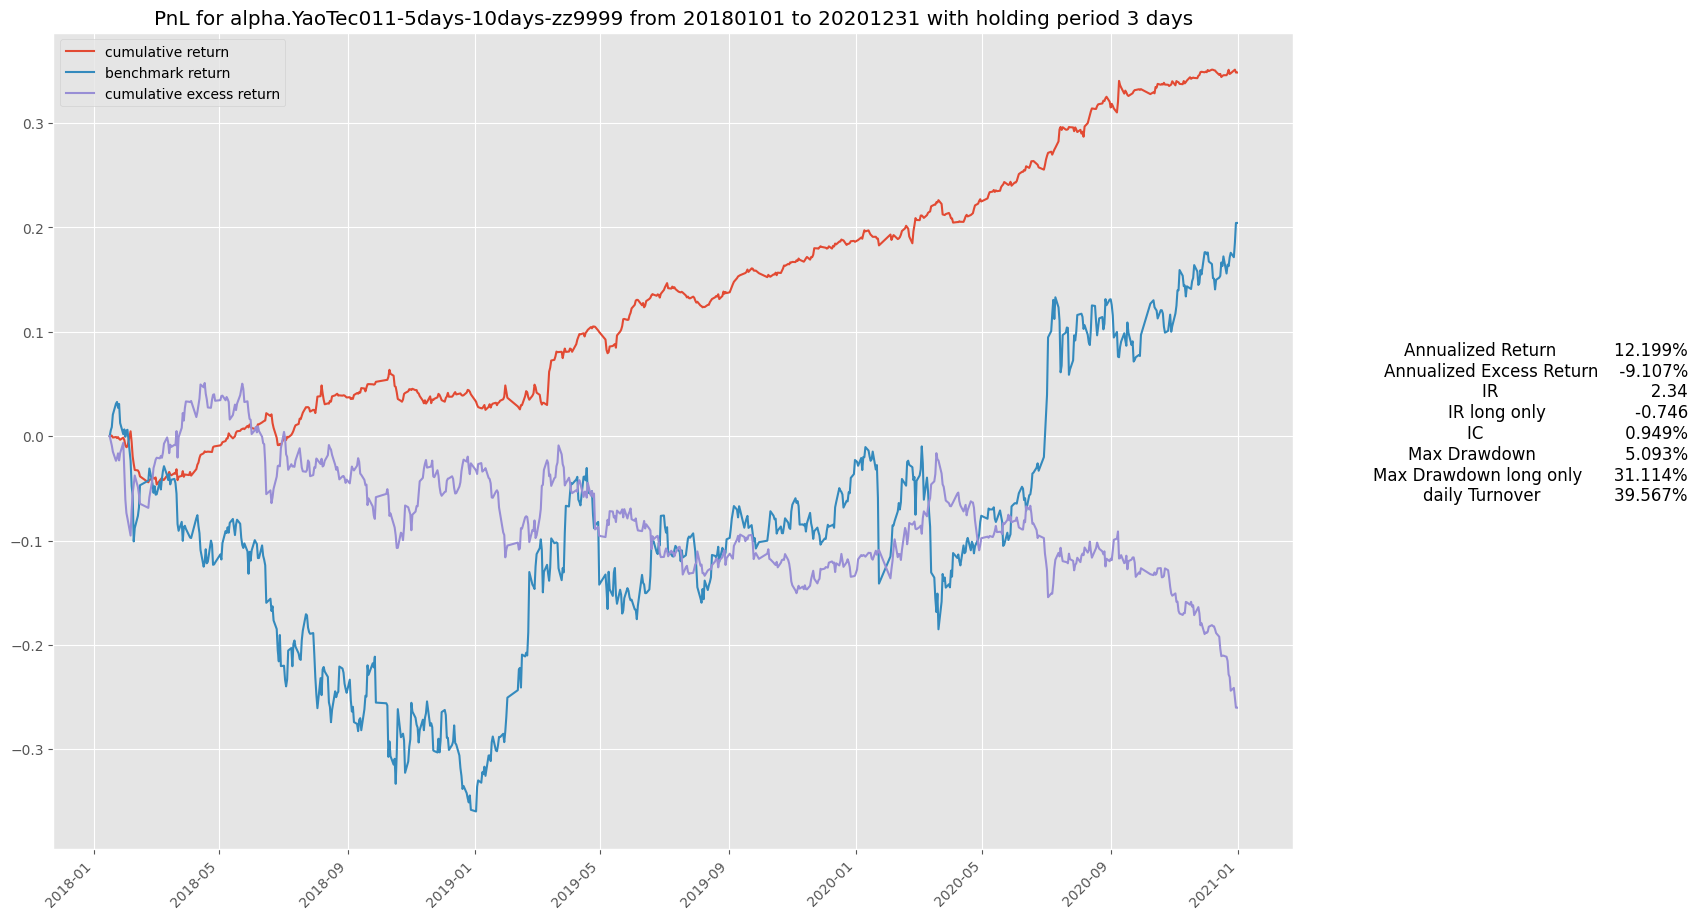 PnL for alpha.YaoTec011-5days-10days-zz9999 from 20180101 to 20201231 with holding period 3 days
cumulative return
benchmark return
cumulative excess return
0.3
0.2
0.1
0.0
−0.1
−0.2
−0.3
2018-01
2018-05
2018-09
2019-01
2019-05
2019-09
2020-01
2020-05
2020-09
2021-01
Annualized Return 12.199%
Annualized Excess Return -9.107%
IR 2.34
IR long only -0.746
IC 0.949%
Max Drawdown 5.093%
Max Drawdown long only 31.114%
daily Turnover 39.567%